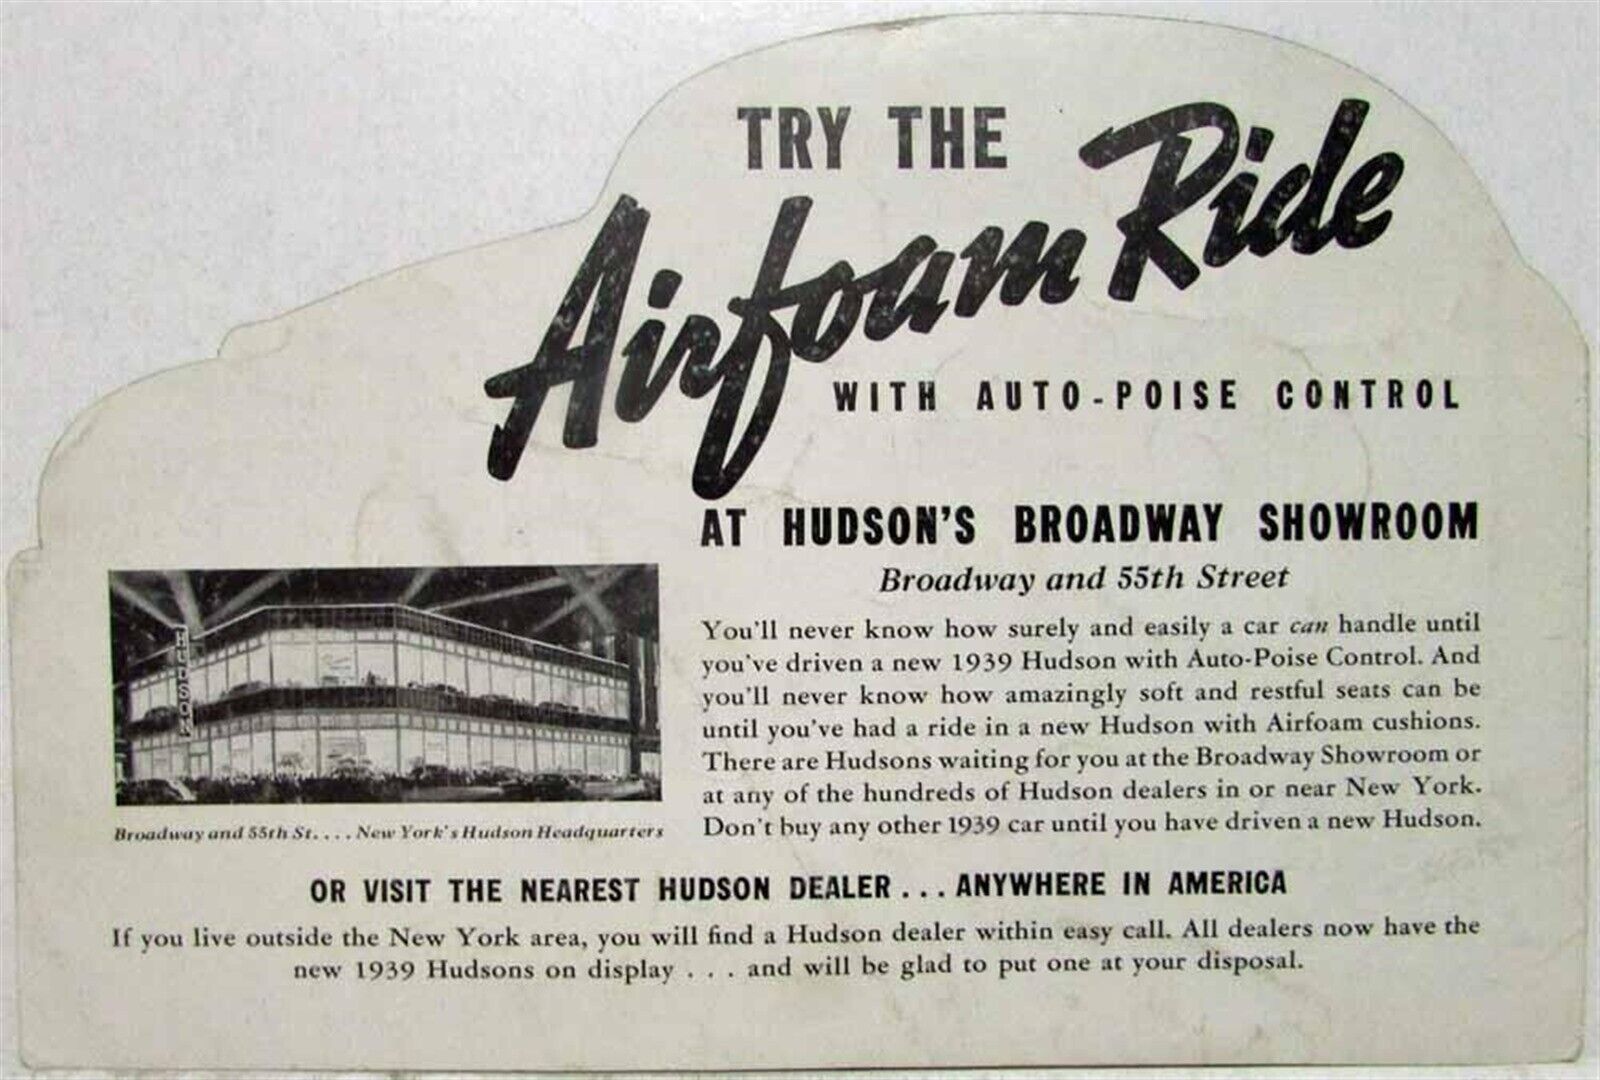 TRY THE
Airfoam Ride
WITH AUTO-POISE CONTROL
AT HUDSON'S BROADWAY SHOWROOM
Broadway and 55th Street
You'll never know how surely and easily a car can handle until
you've driven a new 1939 Hudson with Auto-Poise Control. And
you'll never know how amazingly soft and restful seats can be
until you've had a ride in a new Hudson with Airfoam cushions.
There are Hudsons waiting for you at the Broadway Showroom or
at any of the hundreds of Hudson dealers in or near New York.
Don't buy any other 1939 car until you have driven a new Hudson.
HUDSON
Broadway and 55th St. . . . New York's Hudson Headquarters
OR VISIT THE NEAREST HUDSON DEALER . . . ANYWHERE IN AMERICA
If you live outside the New York area, you will find a Hudson dealer within easy call. All dealers now have the
new 1939 Hudsons on display . . . and will be glad to put one at your disposal.